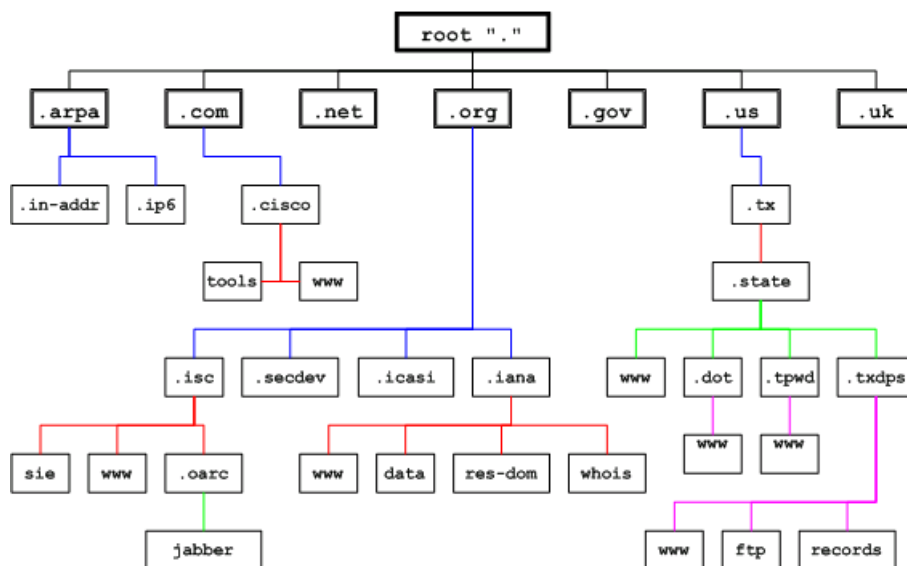 root "."
.arpa
.com
.net
.org
.gov
.us
.uk
.in-addr
.ip6
.cisco
.tx
tools
www
.state
.isc
.secdev
.icasi
.iana
www
.dot
.tpwd
.txdps
www
www
sie
www
.oarc
www
data
res-dom
whois
jabber
www
ftp
records